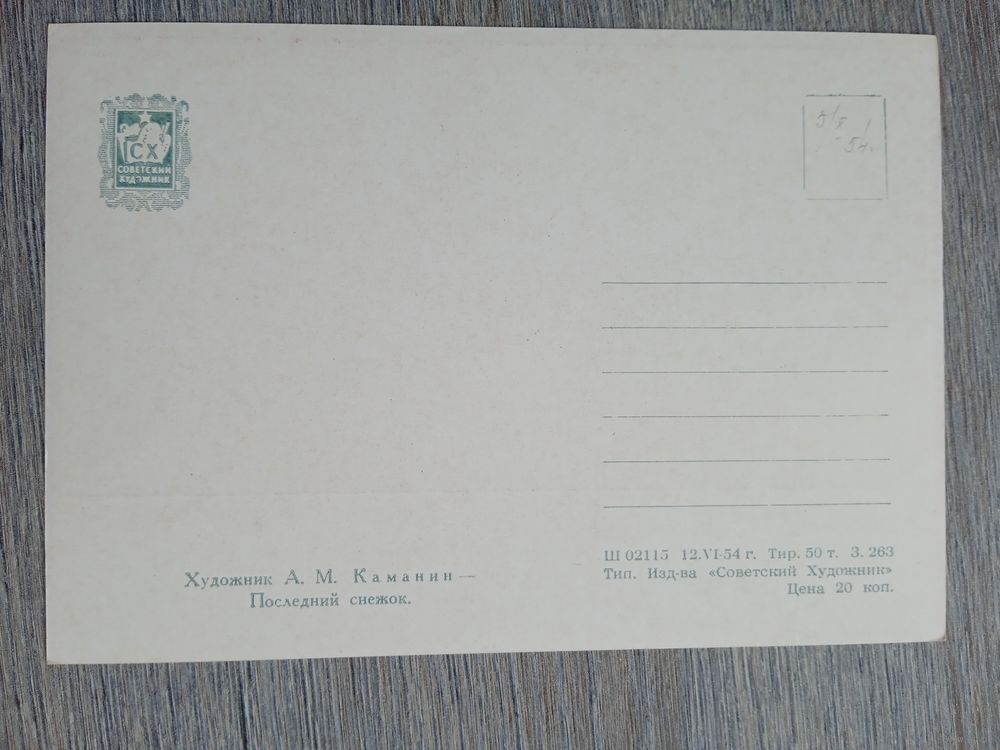 СХ
СОВЕТСКИЙ
ХУДОЖНИК
Художник А. М. Каманин—
Последний снежок.
Ш 02115 12.VI-54 г. Тир. 50 т. З. 263
Тип. Изд-ва «Советский Художник»
Цена 20 коп.